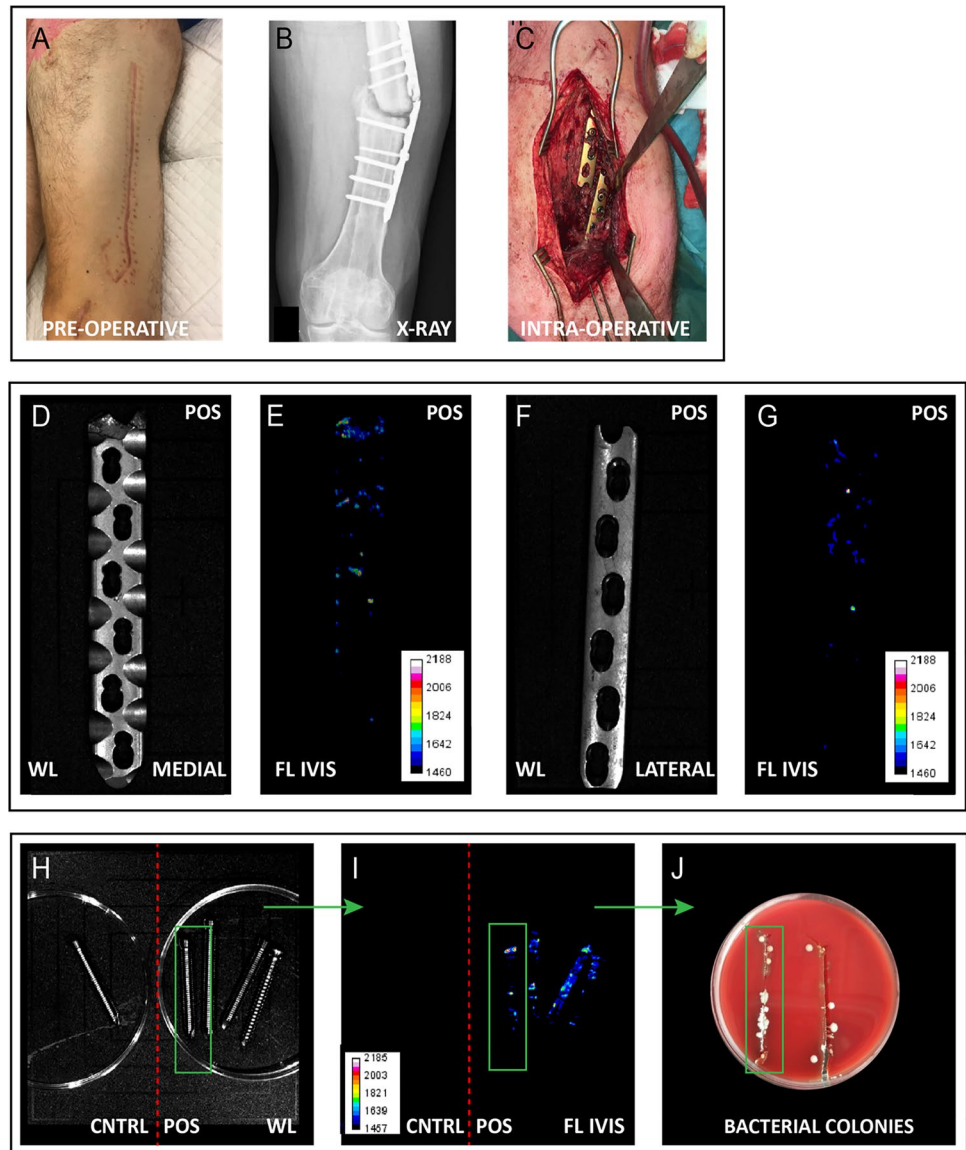 A
PRE-OPERATIVE
B
X-RAY
C
INTRA-OPERATIVE
D
POS
WL
MEDIAL
E
POS
FL IVIS
2188
2006
1824
1642
1460
F
POS
WL
LATERAL
G
POS
FL IVIS
2188
2006
1824
1642
1460
H
CNTRL
POS
WL
I
2185
2003
1821
1639
1457
CNTRL
POS
FL IVIS
J
BACTERIAL COLONIES